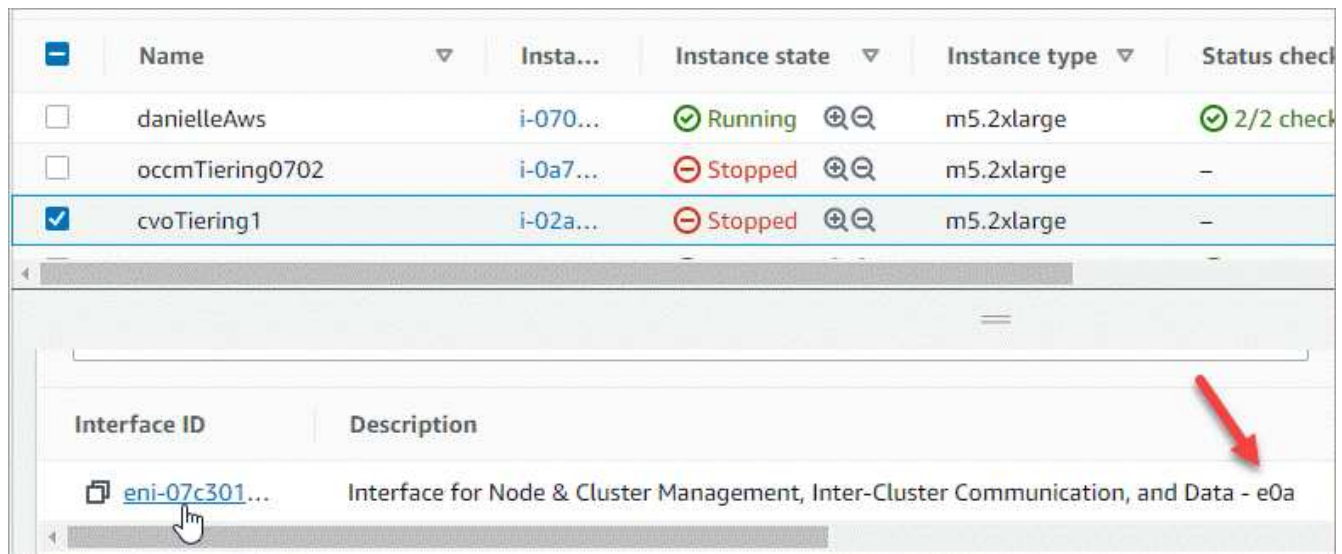 Name Insta... Instance state Instance type Status check
danielleAws i-070... Running m5.2xlarge 2/2 check
occmTiering0702 i-0a7... Stopped m5.2xlarge –
cvoTiering1 i-02a... Stopped m5.2xlarge –
Interface ID Description
eni-07c301... Interface for Node & Cluster Management, Inter-Cluster Communication, and Data - e0a